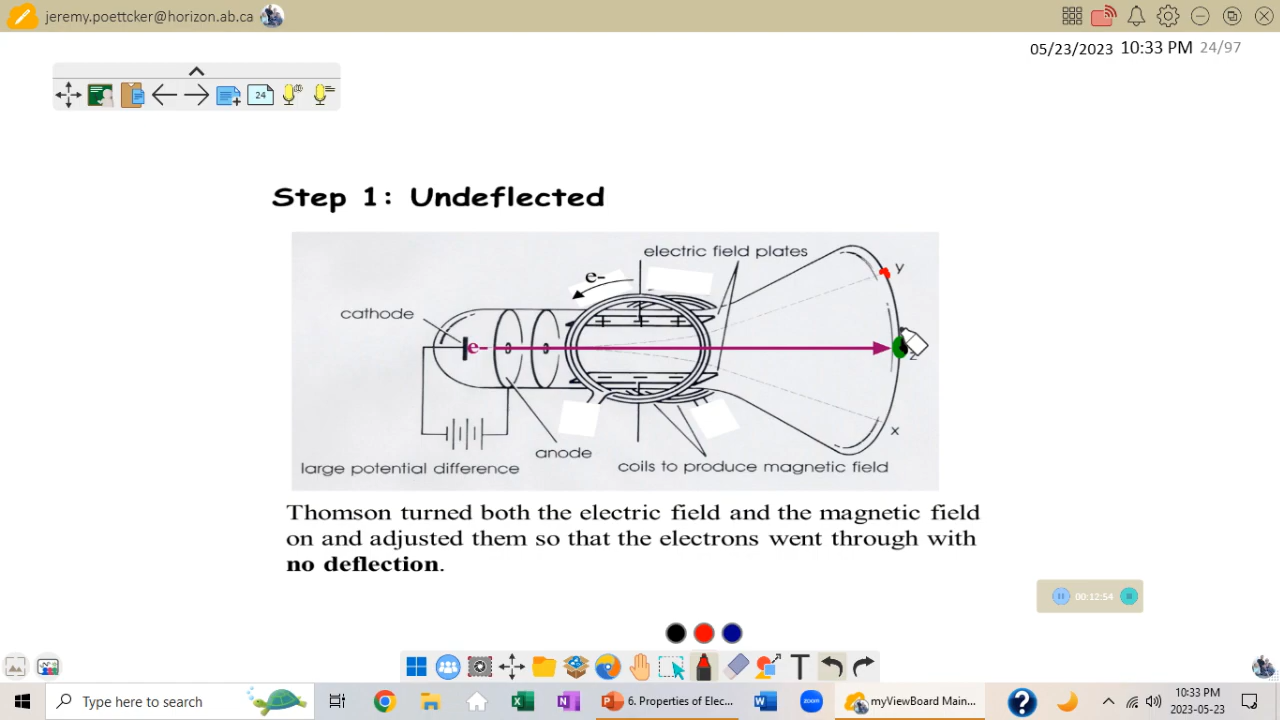 jeremy.poettcker@horizon.ab.ca
05/23/2023 10:33 PM 24/97
24
Step 1: Undeflected
electric field plates
e-
y
cathode
e-
z
x
anode
large potential difference
coils to produce magnetic field
Thomson turned both the electric field and the magnetic field
on and adjusted them so that the electrons went through with
no deflection.
00:12:54
T
Type here to search
6. Properties of Elec...
myViewBoard Main...
10:33 PM
2023-05-23